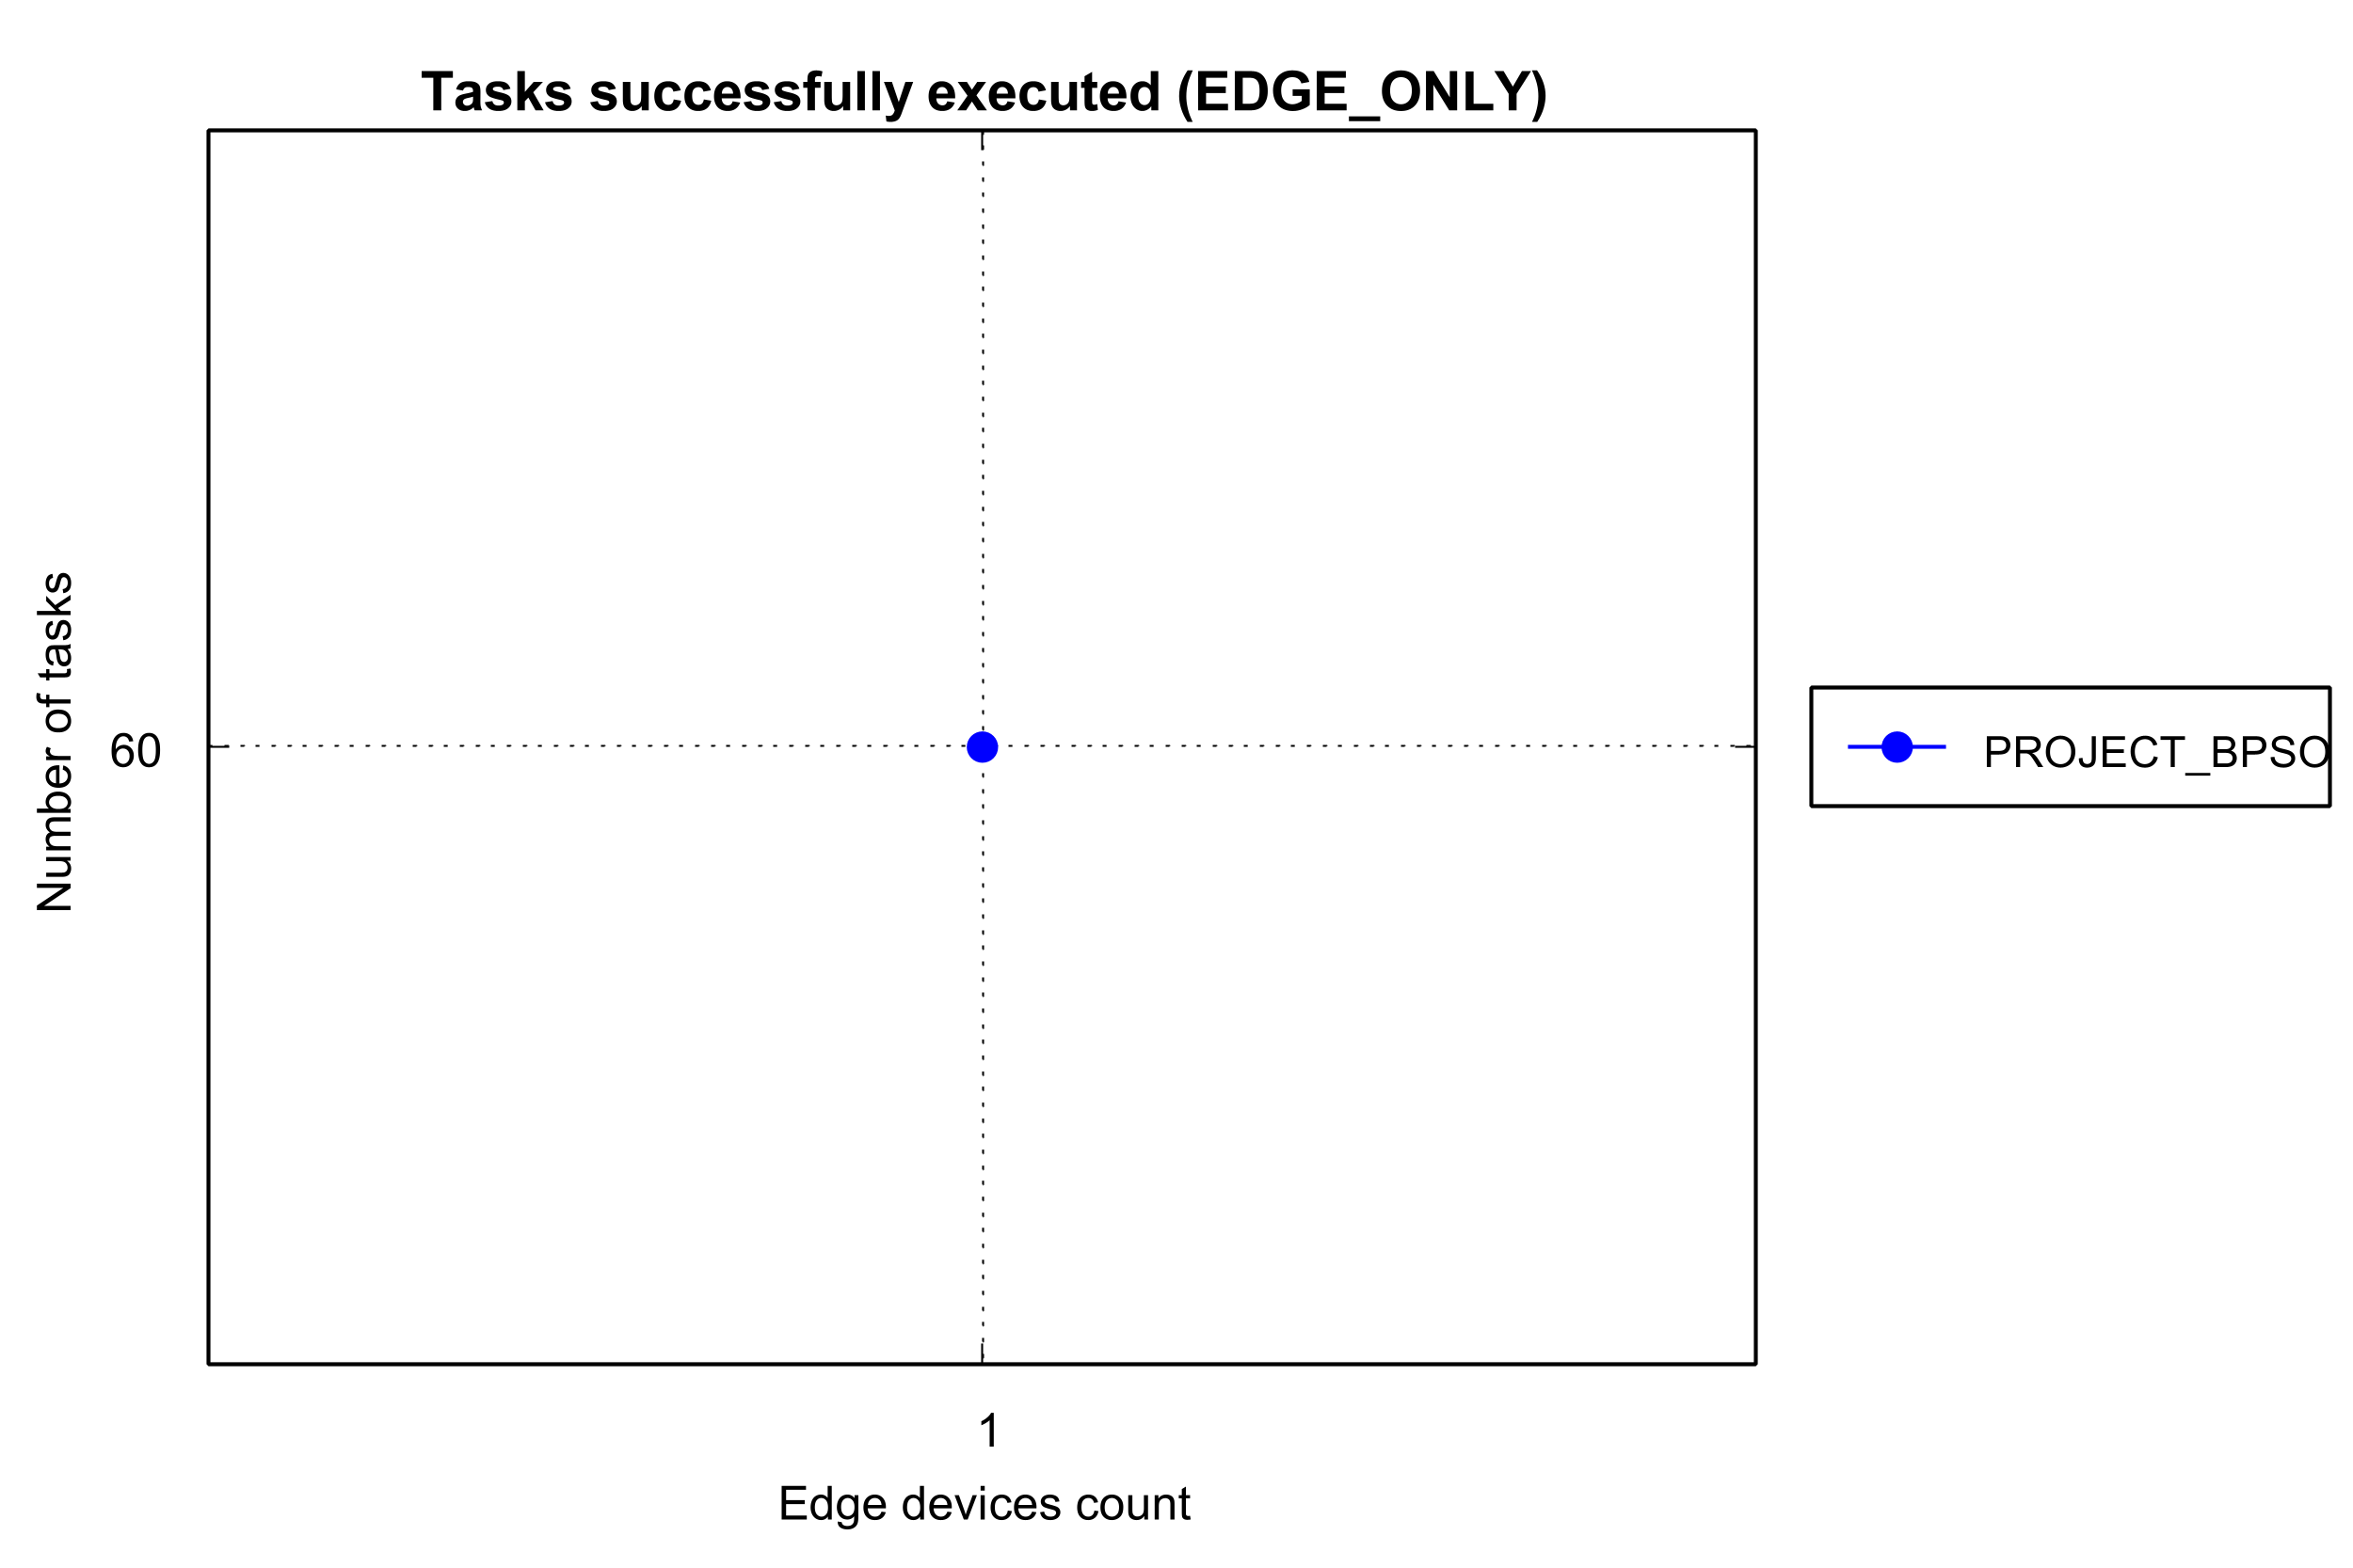 Tasks successfully executed (EDGE_ONLY)
Number of tasks
60
PROJECT_BPSO
1
Edge devices count